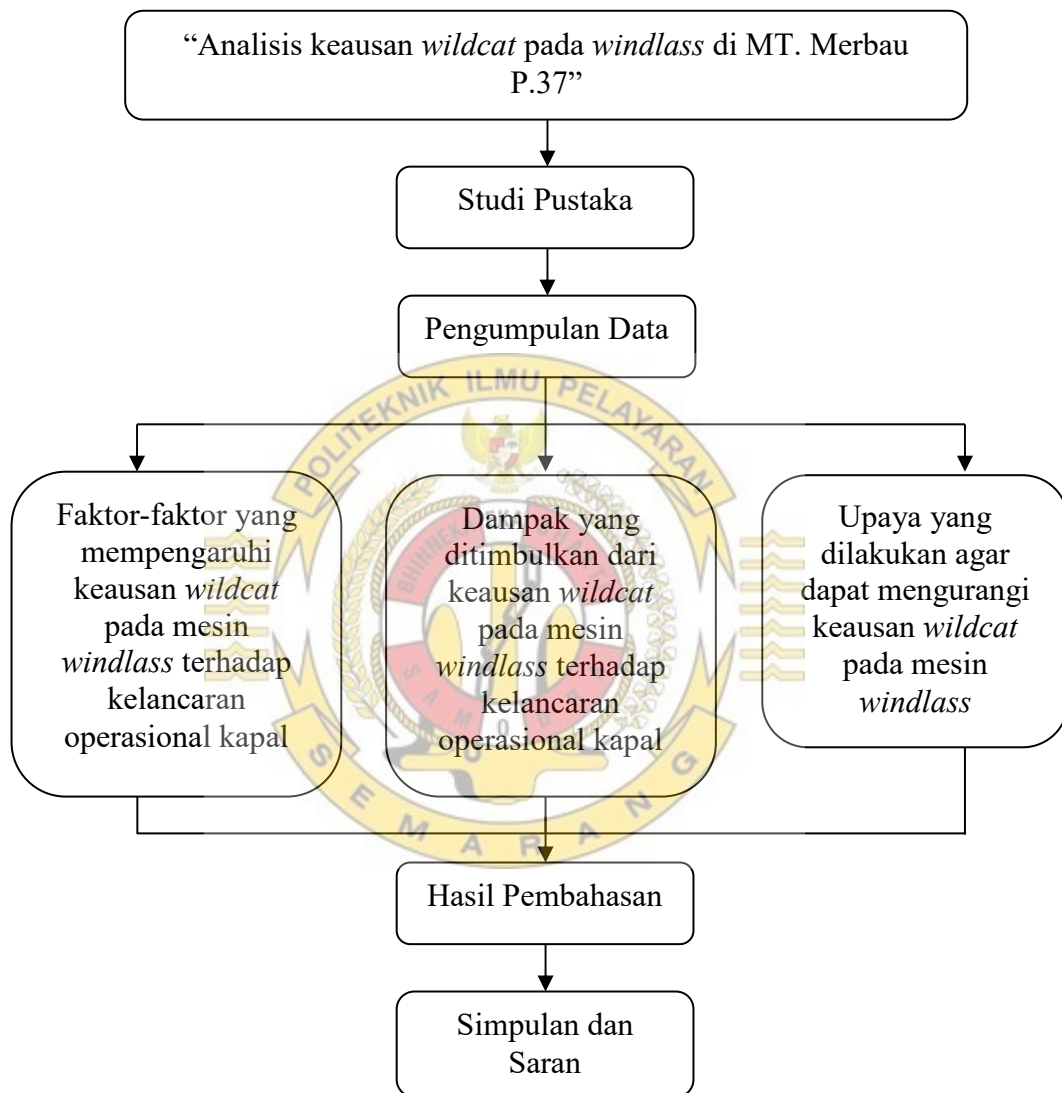 “Analisis keausan wildcat pada windlass di MT. Merbau
P.37”
Studi Pustaka
Pengumpulan Data
POLITEKNIK ILMU PELAYARAN
Faktor-faktor yang
mempengaruhi
keausan wildcat
pada mesin
windlass terhadap
kelancaran
operasional kapal
Dampak yang
ditimbulkan dari
keausan wildcat
pada mesin
windlass terhadap
kelancaran
operasional kapal
Upaya yang
dilakukan agar
dapat mengurangi
keausan wildcat
pada mesin
windlass
SEMARANG
Hasil Pembahasan
Simpulan dan
Saran